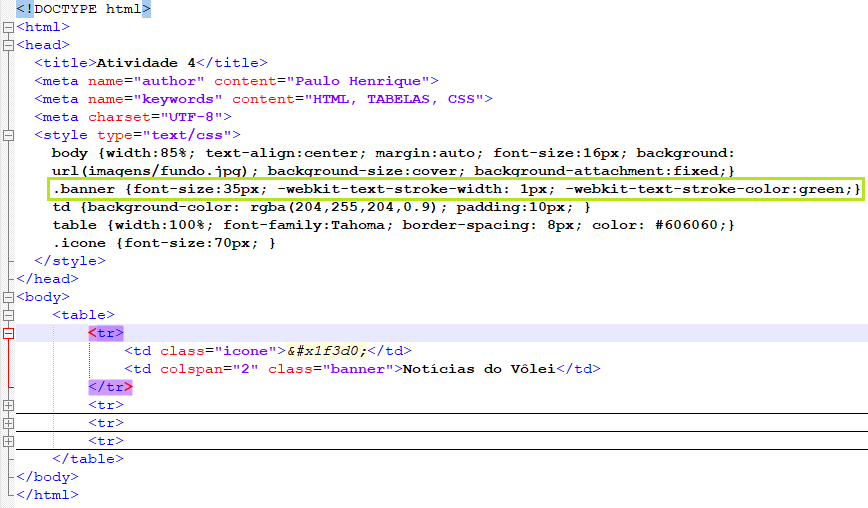 <!DOCTYPE html>
<html>
<head>
<title>Atividade 4</title>
<meta name="author" content="Paulo Henrique">
<meta name="keywords" content="HTML, TABELAS, CSS">
<meta charset="UTF-8">
<style type="text/css">
body {width:85%; text-align:center; margin:auto; font-size:16px; background:
url(imagens/fundo.jpg); background-size:cover; background-attachment:fixed;}
.banner {font-size:35px; -webkit-text-stroke-width: 1px; -webkit-text-stroke-color:green;}
td {background-color: rgba(204,255,204,0.9); padding:10px; }
table {width:100%; font-family:Tahoma; border-spacing: 8px; color: #606060;}
.icone {font-size:70px; }
</style>
</head>
<body>
<table>
<tr>
<td class="icone">&#x1f3d0;</td>
<td colspan="2" class="banner">Notícias do Vôlei</td>
</tr>
<tr>
<tr>
<tr>
</table>
</body>
</html>